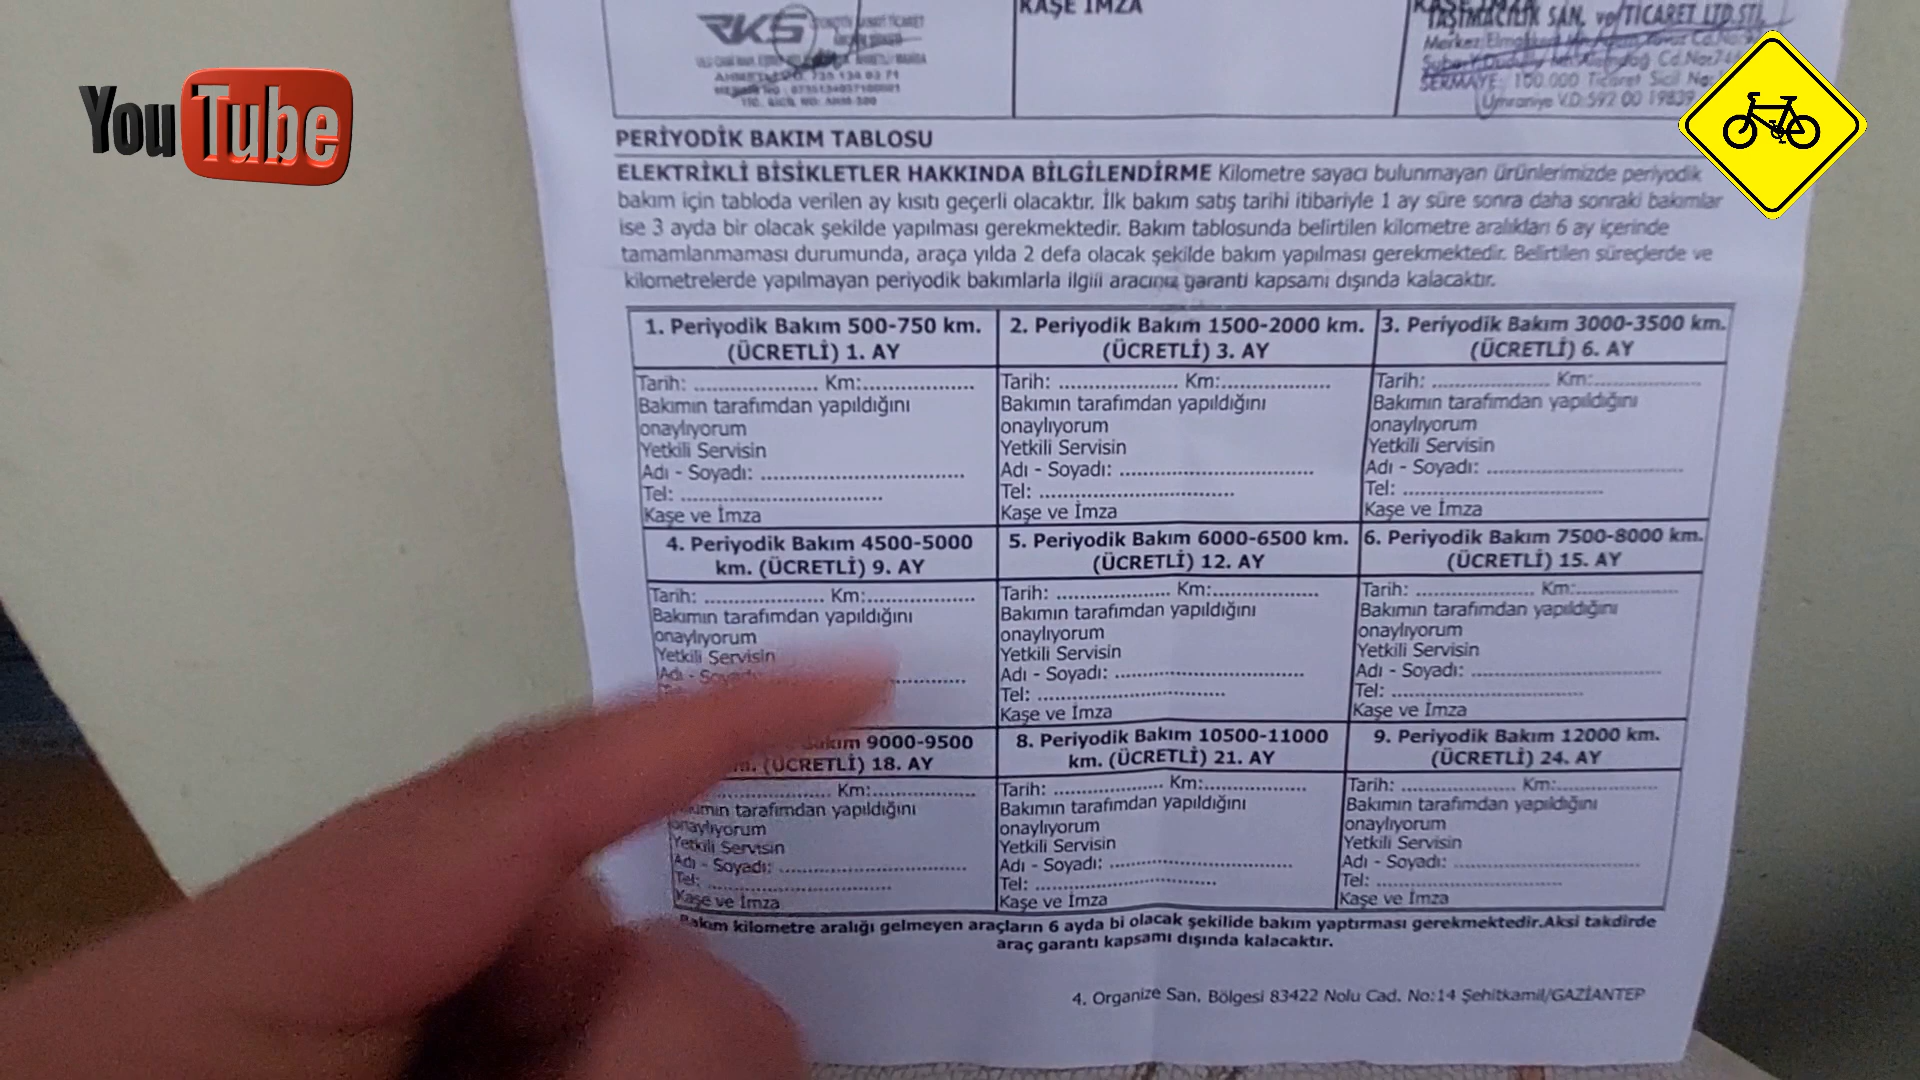 YouTube
RKS
KAŞE İMZA
TAŞIMACILIK SAN. ve TİCARET LTD.ŞTİ.
SERMAYE: 100.000 Ticaret Sicil No:
Ümraniye V.D: 592 00 19839
PERİYODİK BAKIM TABLOSU
ELEKTRİKLİ BİSİKLETLER HAKKINDA BİLGİLENDİRME Kilometre sayacı bulunmayan ürünlerimizde periyodik
bakım için tabloda verilen ay kısıtı geçerli olacaktır. İlk bakım satış tarihi itibariyle 1 ay süre sonra daha sonraki bakımlar
ise 3 ayda bir olacak şekilde yapılması gerekmektedir. Bakım tablosunda belirtilen kilometre aralıkları 6 ay içerinde
tamamlanmaması durumunda, araça yılda 2 defa olacak şekilde bakım yapılması gerekmektedir. Belirtilen süreçlerde ve
kilometrelerde yapılmayan periyodik bakımlarla ilgili aracınız garanti kapsamı dışında kalacaktır.
1. Periyodik Bakım 500-750 km.
(ÜCRETLİ) 1. AY
Tarih: .................... Km:..................
Bakımın tarafımdan yapıldığını
onaylıyorum
Yetkili Servisin
Adı - Soyadı: ..................................
Tel: ..................................
Kaşe ve İmza
2. Periyodik Bakım 1500-2000 km.
(ÜCRETLİ) 3. AY
Tarih: .................... Km:..................
Bakımın tarafımdan yapıldığını
onaylıyorum
Yetkili Servisin
Adı - Soyadı: ..................................
Tel: ..................................
Kaşe ve İmza
3. Periyodik Bakım 3000-3500 km.
(ÜCRETLİ) 6. AY
Tarih: .................... Km:..................
Bakımın tarafımdan yapıldığını
onaylıyorum
Yetkili Servisin
Adı - Soyadı: ..................................
Tel: ..................................
Kaşe ve İmza
4. Periyodik Bakım 4500-5000
km. (ÜCRETLİ) 9. AY
Tarih: .................... Km:..................
Bakımın tarafımdan yapıldığını
onaylıyorum
Yetkili Servisin
Adı - Soyadı ..................
5. Periyodik Bakım 6000-6500 km.
(ÜCRETLİ) 12. AY
Tarih: .................... Km:..................
Bakımın tarafımdan yapıldığını
onaylıyorum
Yetkili Servisin
Adı - Soyadı: ..................................
Tel: ..................................
Kaşe ve İmza
6. Periyodik Bakım 7500-8000 km.
(ÜCRETLİ) 15. AY
Tarih: .................... Km:..................
Bakımın tarafımdan yapıldığını
onaylıyorum
Yetkili Servisin
Adı - Soyadı: ..................................
Tel: ..................................
Kaşe ve İmza
Bakım 9000-9500
(ÜCRETLİ) 18. AY
.................... Km:..................
tarafımdan yapıldığını
onaylıyorum
Yetkili Servisin
Adı - Soyadı: ..................................
Tel: ..................................
Kaşe ve İmza
8. Periyodik Bakım 10500-11000
km. (ÜCRETLİ) 21. AY
Tarih: .................... Km:..................
Bakımın tarafımdan yapıldığını
onaylıyorum
Yetkili Servisin
Adı - Soyadı: ..................................
Tel: ..................................
Kaşe ve İmza
9. Periyodik Bakım 12000 km.
(ÜCRETLİ) 24. AY
Tarih: .................... Km:..................
Bakımın tarafımdan yapıldığını
onaylıyorum
Yetkili Servisin
Adı - Soyadı: ..................................
Tel: ..................................
Kaşe ve İmza
Bakım kilometre aralığı gelmeyen araçların 6 ayda bi olacak şekilide bakım yaptırması gerekmektedir.Aksi takdirde
araç garantı kapsamı dışında kalacaktır.
4. Organize San. Bölgesi 83422 Nolu Cad. No:14 Şehitkamil/GAZİANTEP